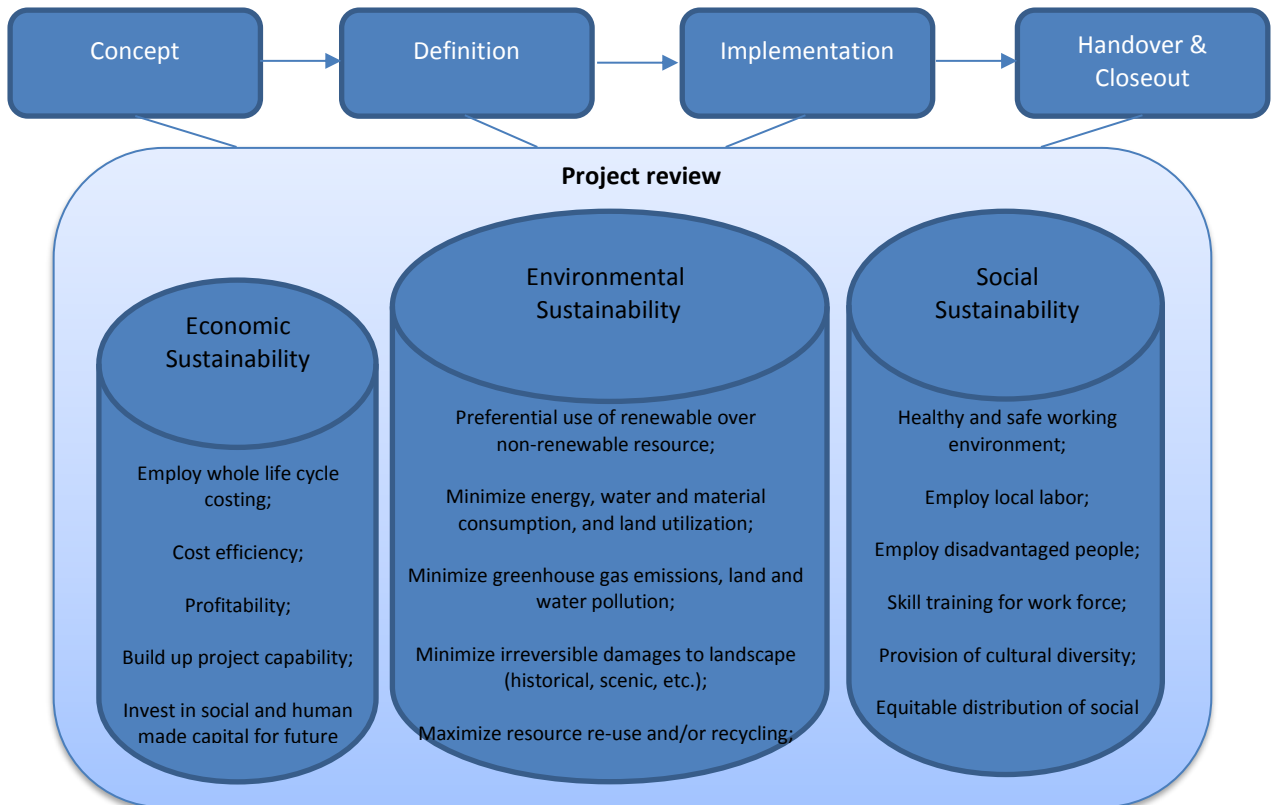 Concept
Definition
Implementation
Handover &
Closeout
Project review
Economic
Sustainability
Employ whole life cycle
costing;
Cost efficiency;
Profitability;
Build up project capability;
Invest in social and human
made capital for future
Environmental
Sustainability
Preferential use of renewable over
non-renewable resource;
Minimize energy, water and material
consumption, and land utilization;
Minimize greenhouse gas emissions, land and
water pollution;
Minimize irreversible damages to landscape
(historical, scenic, etc.);
Maximize resource re-use and/or recycling;
Social
Sustainability
Healthy and safe working
environment;
Employ local labor;
Employ disadvantaged people;
Skill training for work force;
Provision of cultural diversity;
Equitable distribution of social